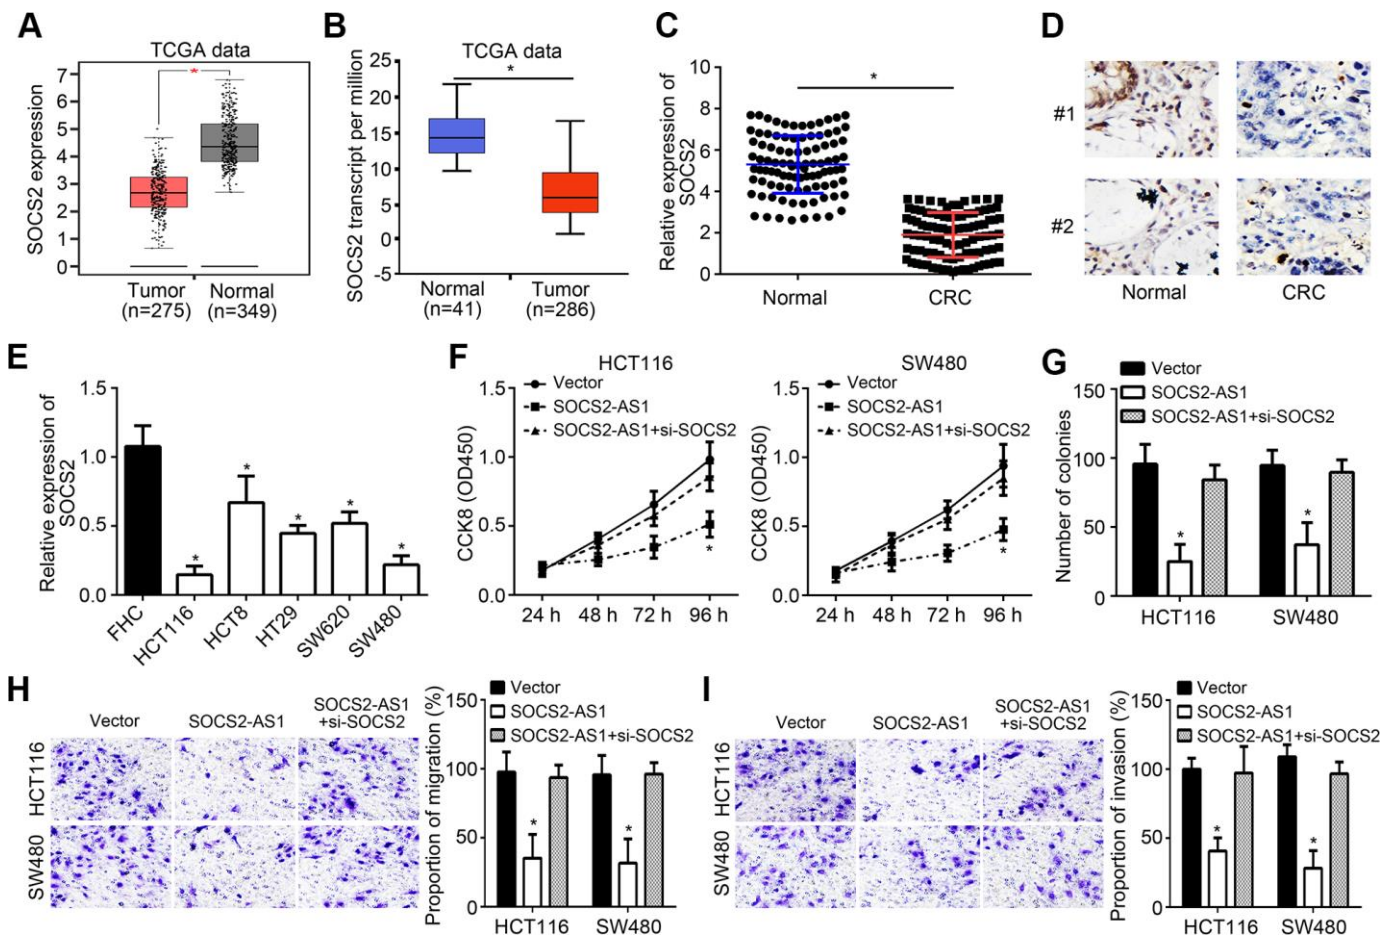 A
TCGA data
SOCS2 expression
7
6
5
4
3
2
1
0
*
Tumor
(n=275)
Normal
(n=349)
B
TCGA data
SOCS2 transcript per million
25
20
15
10
5
0
-5
*
Normal
(n=41)
Tumor
(n=286)
C
Relative expression of
SOCS2
10
8
6
4
2
0
*
Normal
CRC
D
#1
#2
Normal
CRC
E
Relative expression of
SOCS2
1.5
1.0
0.5
0.0
*
*
*
*
*
FHC
HCT116
HCT8
HT29
SW620
SW480
F
HCT116
Vector
SOCS2-AS1
SOCS2-AS1+si-SOCS2
CCK8 (OD450)
1.5
1.0
0.5
0.0
*
24 h
48 h
72 h
96 h
SW480
Vector
SOCS2-AS1
SOCS2-AS1+si-SOCS2
CCK8 (OD450)
1.5
1.0
0.5
0.0
*
24 h
48 h
72 h
96 h
G
Vector
SOCS2-AS1
SOCS2-AS1+si-SOCS2
Number of colonies
150
100
50
0
*
*
HCT116
SW480
H
Vector
SOCS2-AS1
SOCS2-AS1
+si-SOCS2
HCT116
SW480
Vector
SOCS2-AS1
SOCS2-AS1+si-SOCS2
Proportion of migration (%)
150
100
50
0
*
*
HCT116
SW480
I
Vector
SOCS2-AS1
SOCS2-AS1
+si-SOCS2
HCT116
SW480
Vector
SOCS2-AS1
SOCS2-AS1+si-SOCS2
Proportion of invasion (%)
150
100
50
0
*
*
HCT116
SW480